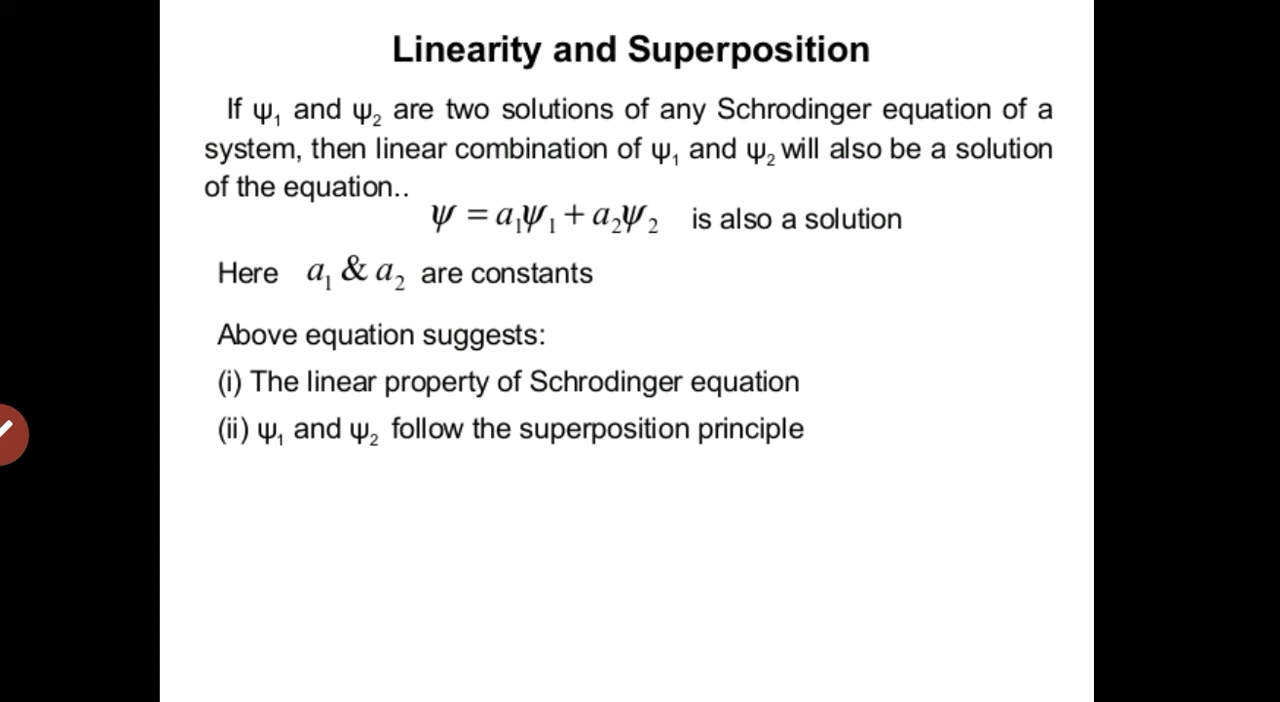 Linearity and Superposition
If ψ₁ and ψ₂ are two solutions of any Schrodinger equation of a
system, then linear combination of ψ₁ and ψ₂ will also be a solution
of the equation..
ψ = a₁ψ₁ + a₂ψ₂ is also a solution
Here a₁ & a₂ are constants
Above equation suggests:
(i) The linear property of Schrodinger equation
(ii) ψ₁ and ψ₂ follow the superposition principle